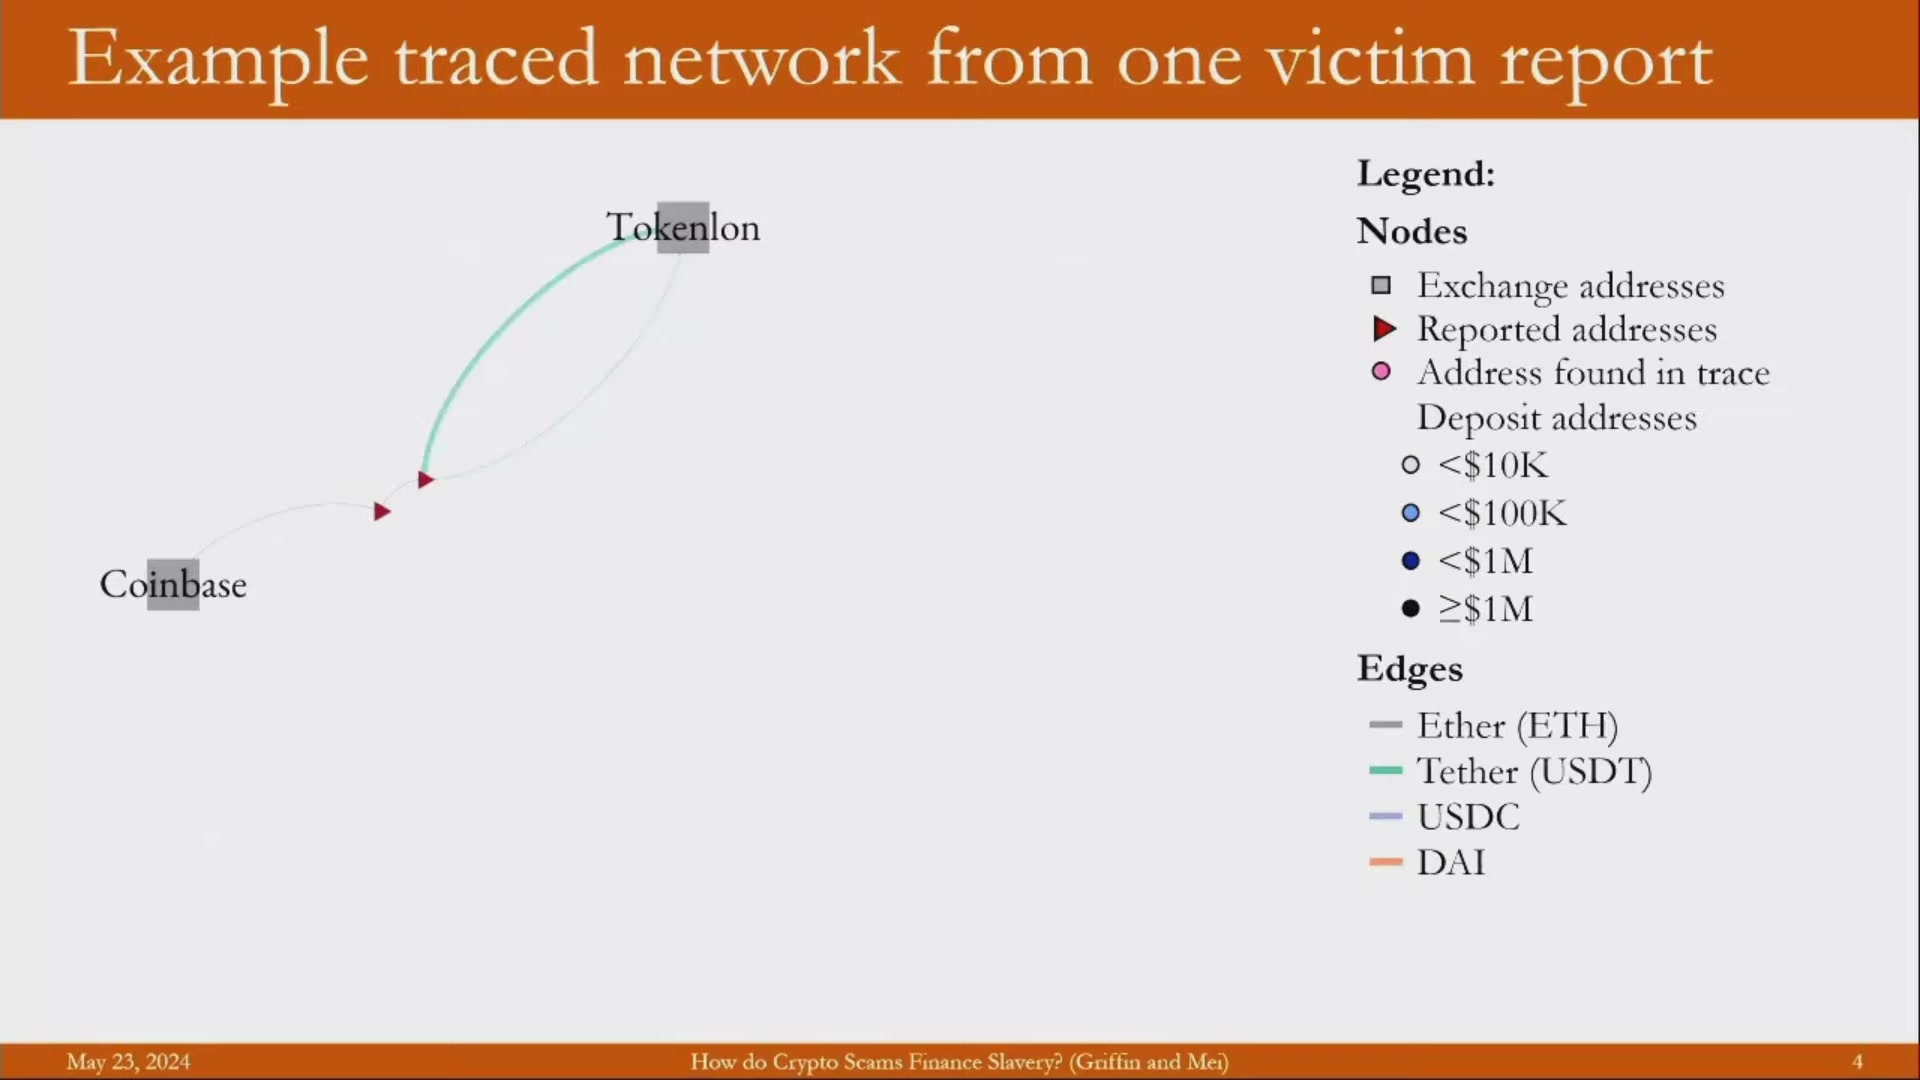 Example traced network from one victim report
Tokenlon
Coinbase
Legend:
Nodes
Exchange addresses
Reported addresses
Address found in trace
Deposit addresses
<$10K
<$100K
<$1M
≥$1M
Edges
Ether (ETH)
Tether (USDT)
USDC
DAI
May 23, 2024
How do Crypto Scams Finance Slavery? (Griffin and Mei)
4